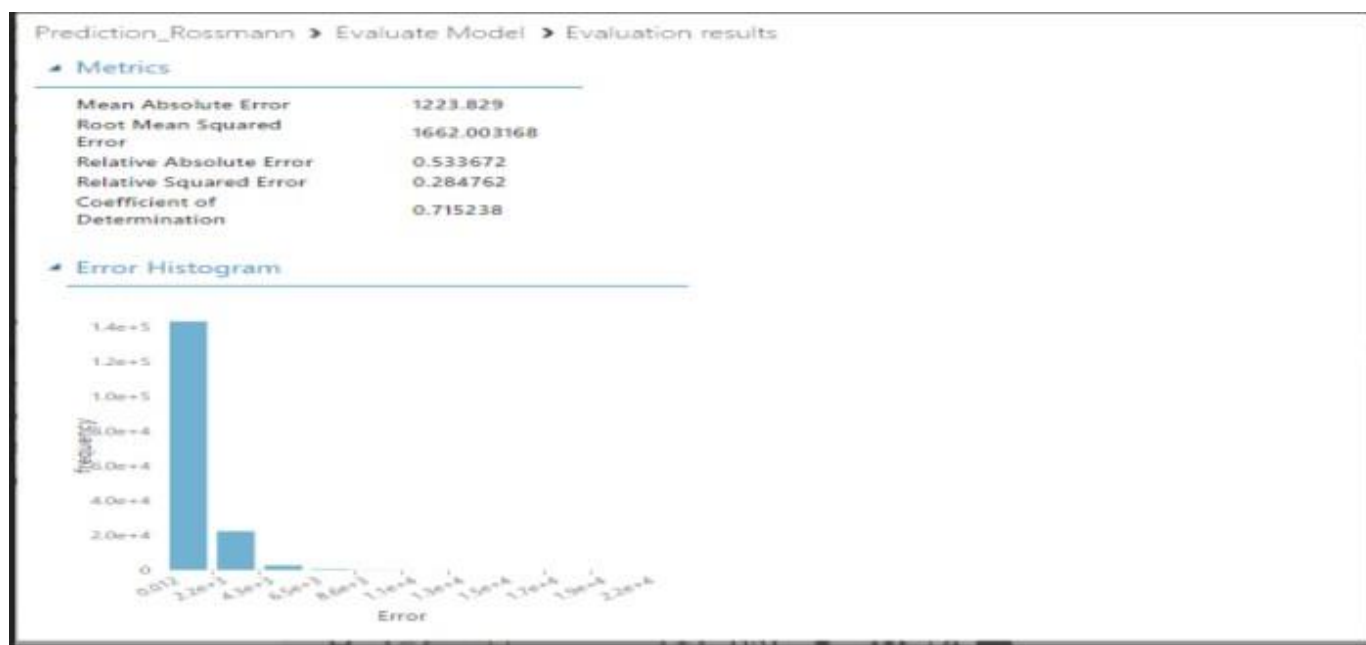 Prediction_Rossmann > Evaluate Model > Evaluation results
Metrics
Mean Absolute Error 1223.829
Root Mean Squared
Error 1662.003168
Relative Absolute Error 0.533672
Relative Squared Error 0.284762
Coefficient of
Determination 0.715238
Error Histogram
1.4e+5
1.2e+5
1.0e+5
8.0e+4
6.0e+4
4.0e+4
2.0e+4
0
frequency
0.012 2.2e+3 4.3e+3 6.5e+3 8.6e+3 1.1e+4 1.3e+4 1.5e+4 1.7e+4 1.9e+4 2.2e+4
Error